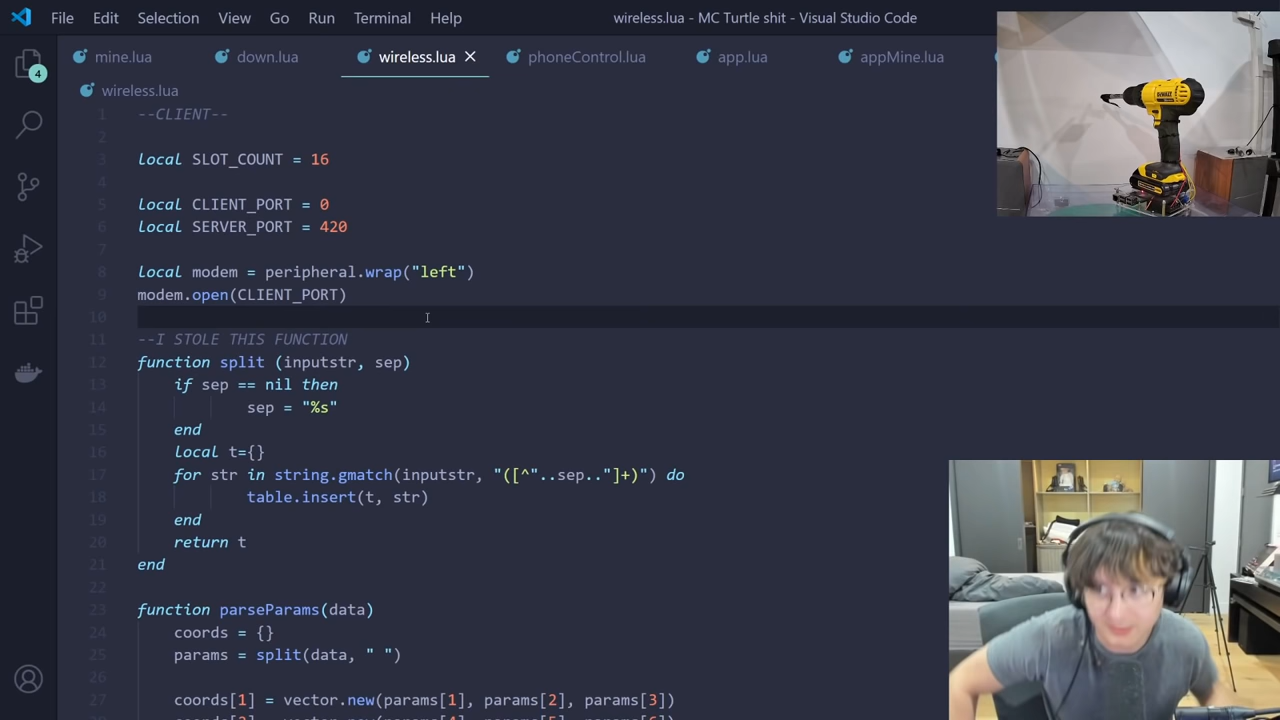 File Edit Selection View Go Run Terminal Help wireless.lua - MC Turtle shit - Visual Studio Code
mine.lua down.lua wireless.lua phoneControl.lua app.lua appMine.lua
4
wireless.lua
1 --CLIENT--
2
3 local SLOT_COUNT = 16
4
5 local CLIENT_PORT = 0
6 local SERVER_PORT = 420
7
8 local modem = peripheral.wrap("left")
9 modem.open(CLIENT_PORT)
10
11 --I STOLE THIS FUNCTION
12 function split (inputstr, sep)
13 if sep == nil then
14 sep = "%s"
15 end
16 local t={}
17 for str in string.gmatch(inputstr, "([^"..sep.."]+)") do
18 table.insert(t, str)
19 end
20 return t
21 end
22
23 function parseParams(data)
24 coords = {}
25 params = split(data, " ")
26
27 coords[1] = vector.new(params[1], params[2], params[3])
DEWALT